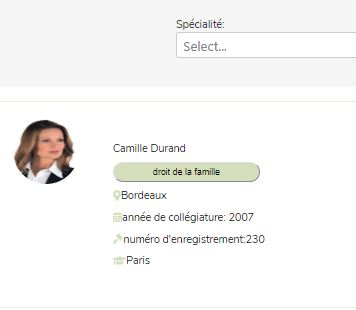 Spécialité:
Select...
Camille Durand
droit de la famille
Bordeaux
année de collégiature: 2007
numéro d'enregistrement:230
Paris